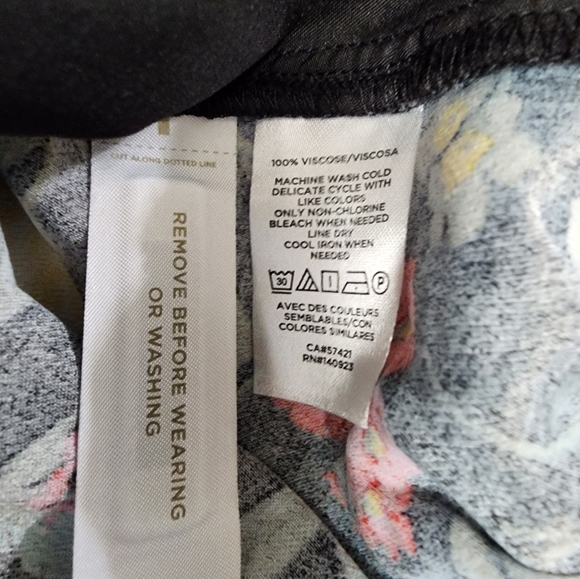 CUT ALONG DOTTED LINE
REMOVE BEFORE WEARING
OR WASHING
100% VISCOSE/VISCOSA
MACHINE WASH COLD
DELICATE CYCLE WITH
LIKE COLORS
ONLY NON-CHLORINE
BLEACH WHEN NEEDED
LINE DRY
COOL IRON WHEN
NEEDED
30 P
AVEC DES COULEURS
SEMBLABLES/CON
COLORES SIMILARES
CA#57421
RN#140923